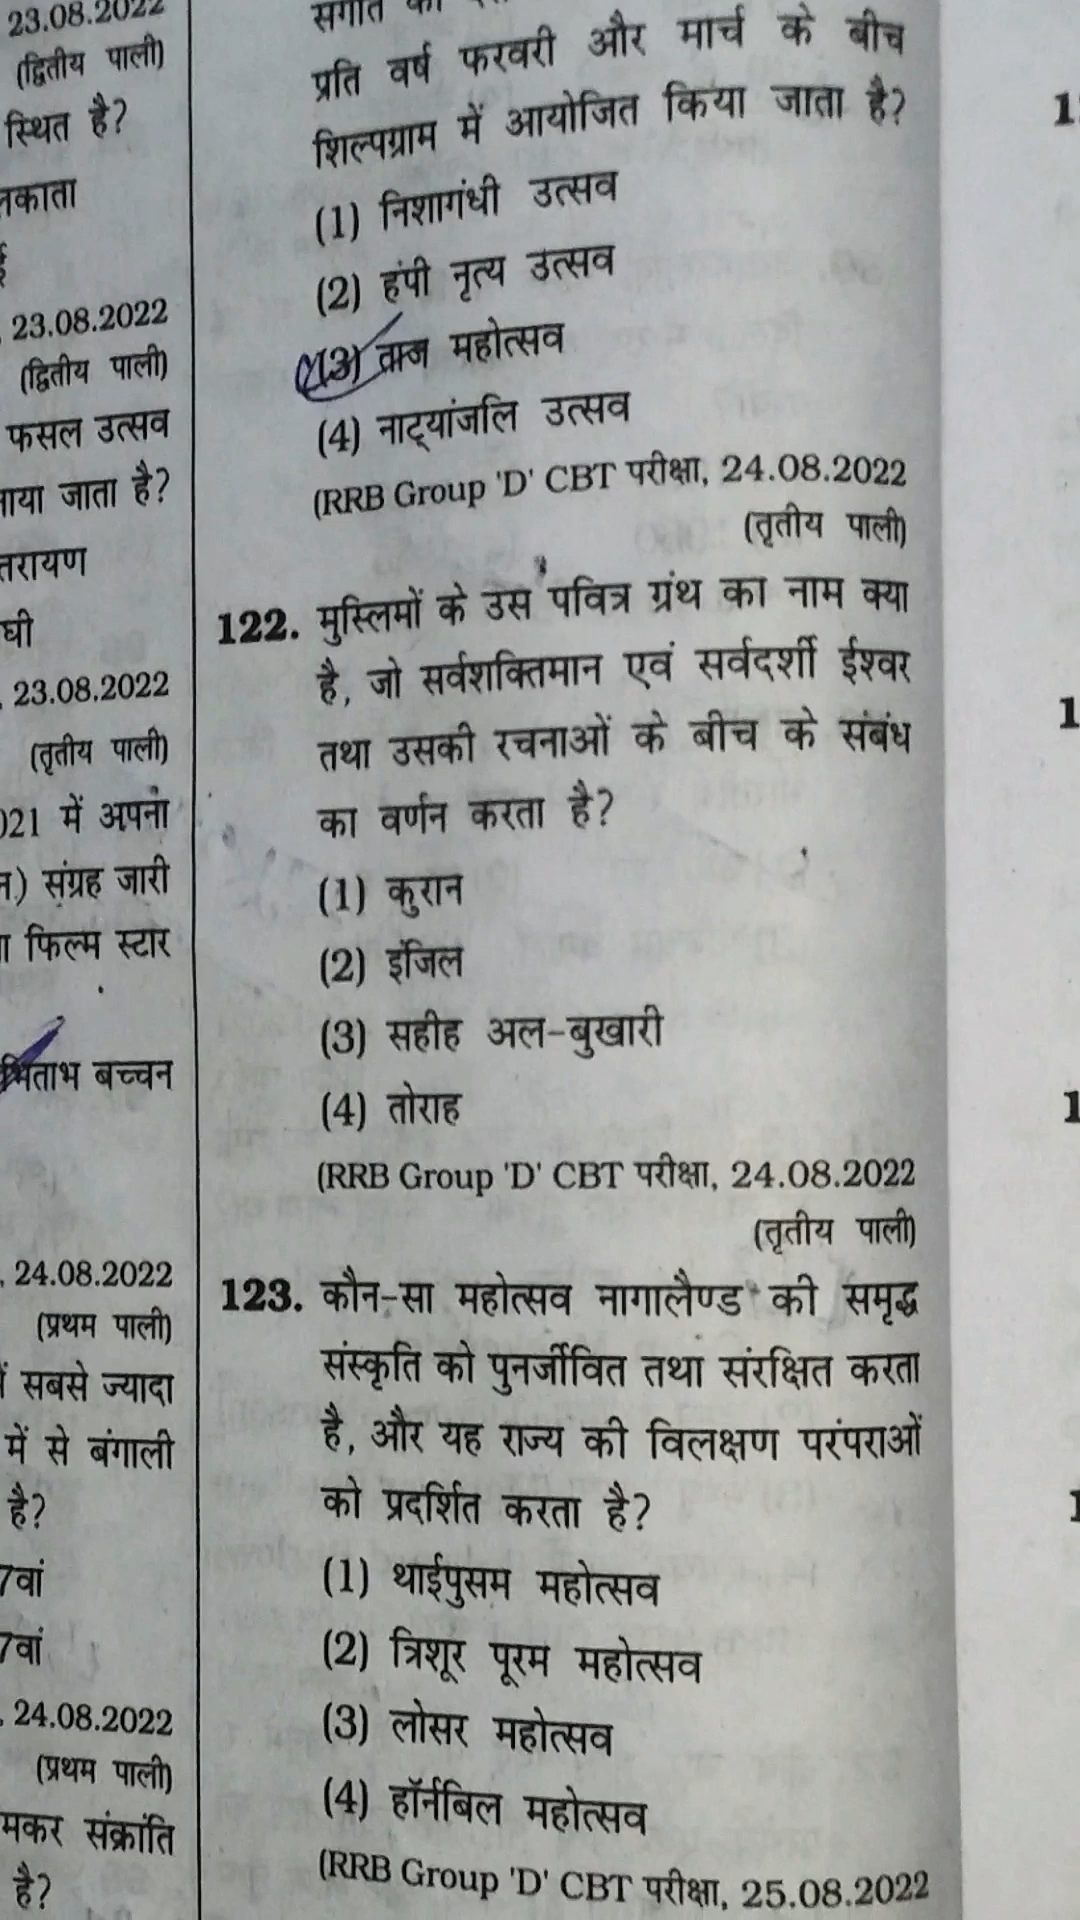 23.08.2022
(द्वितीय पाली)
स्थित है?
23.08.2022
(द्वितीय पाली)
फसल उत्सव
जाता है?
23.08.2022
(तृतीय पाली)
में अपना
संग्रह जारी
फिल्म स्टार
बच्चन
24.08.2022
(प्रथम पाली)
सबसे ज्यादा
में से बंगाली
है?
7वां
7वां
24.08.2022
(प्रथम पाली)
मकर संक्रांति
है?
प्रति वर्ष फरवरी और मार्च के बीच
शिल्पग्राम में आयोजित किया जाता है?
(1) निशागंधी उत्सव
(2) हंपी नृत्य उत्सव
(3) ताज महोत्सव
(4) नाट्यांजलि उत्सव
(RRB Group 'D' CBT परीक्षा, 24.08.2022
(तृतीय पाली)
122. मुस्लिमों के उस पवित्र ग्रंथ का नाम क्या
है, जो सर्वशक्तिमान एवं सर्वदर्शी ईश्वर
तथा उसकी रचनाओं के बीच के संबंध
का वर्णन करता है?
(1) कुरान
(2) इंजिल
(3) सहीह अल-बुखारी
(4) तोराह
(RRB Group 'D' CBT परीक्षा, 24.08.2022
(तृतीय पाली)
123. कौन-सा महोत्सव नागालैण्ड की समृद्ध
संस्कृति को पुनर्जीवित तथा संरक्षित करता
है, और यह राज्य की विलक्षण परंपराओं
को प्रदर्शित करता है?
(1) थाईपुसम महोत्सव
(2) त्रिशूर पूरम महोत्सव
(3) लोसर महोत्सव
(4) हॉर्नबिल महोत्सव
(RRB Group 'D' CBT परीक्षा, 25.08.2022